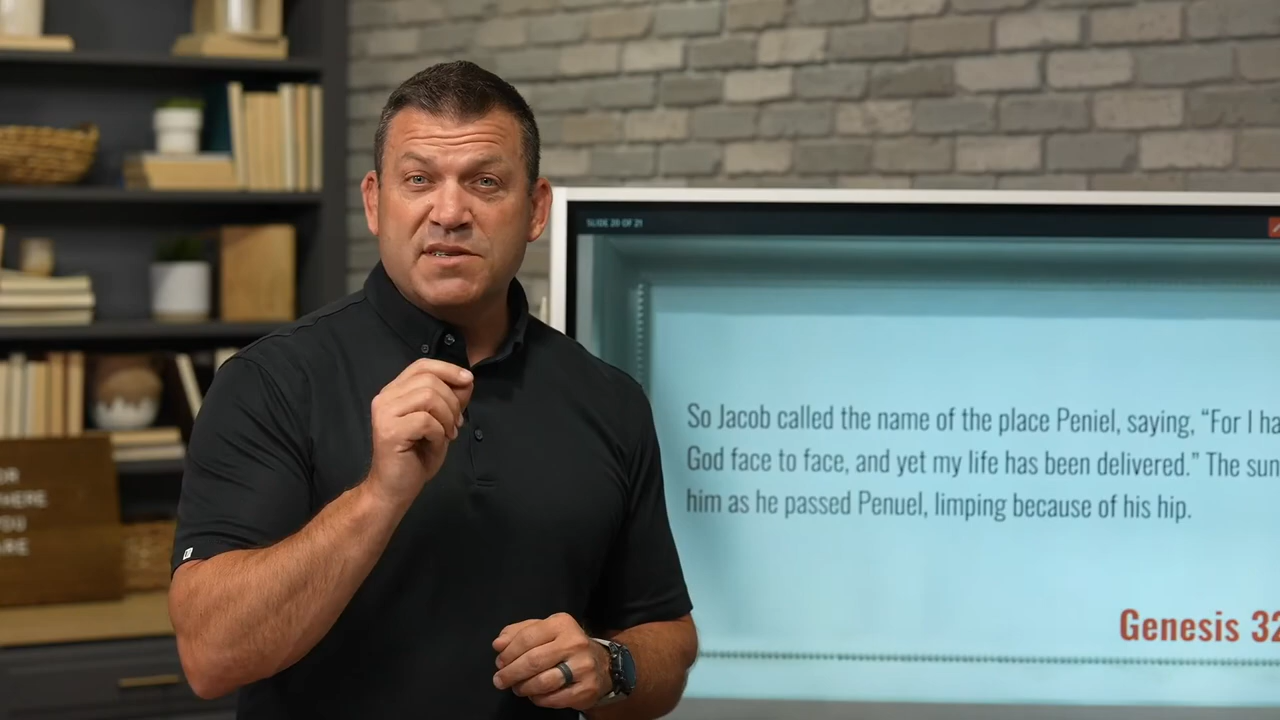 SLIDE 20 OF 21
So Jacob called the name of the place Peniel, saying, “For I ha
God face to face, and yet my life has been delivered.” The sun
him as he passed Penuel, limping because of his hip.
Genesis 32
OR
HERE
YOU
ARE